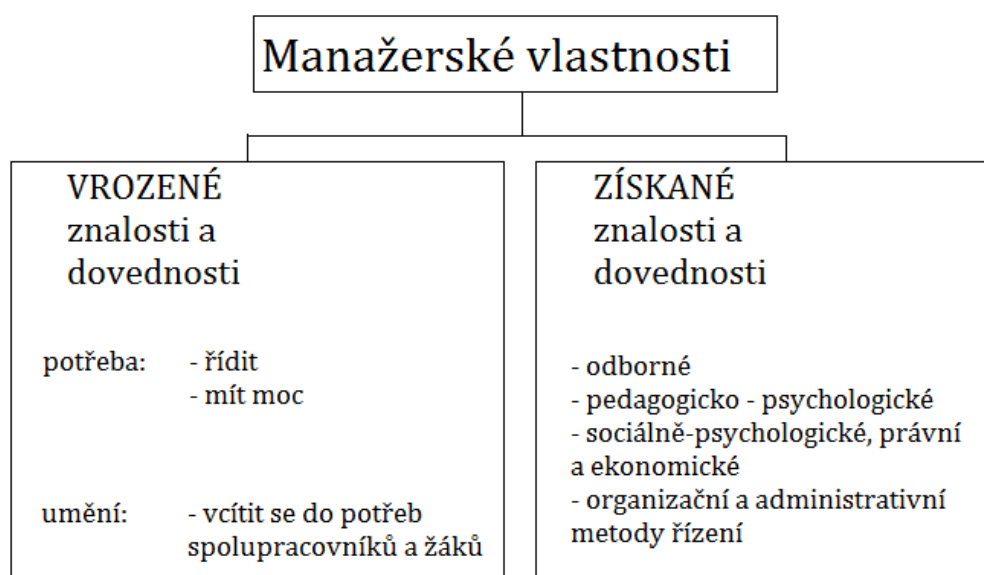 Manažerské vlastnosti
VROZENÉ
znalosti a
dovednosti
potřeba: - řídit
- mít moc
umění: - vcítit se do potřeb
spolupracovníků a žáků
ZÍSKANÉ
znalosti a
dovednosti
- odborné
- pedagogicko - psychologické
- sociálně-psychologické, právní
a ekonomické
- organizační a administrativní
metody řízení